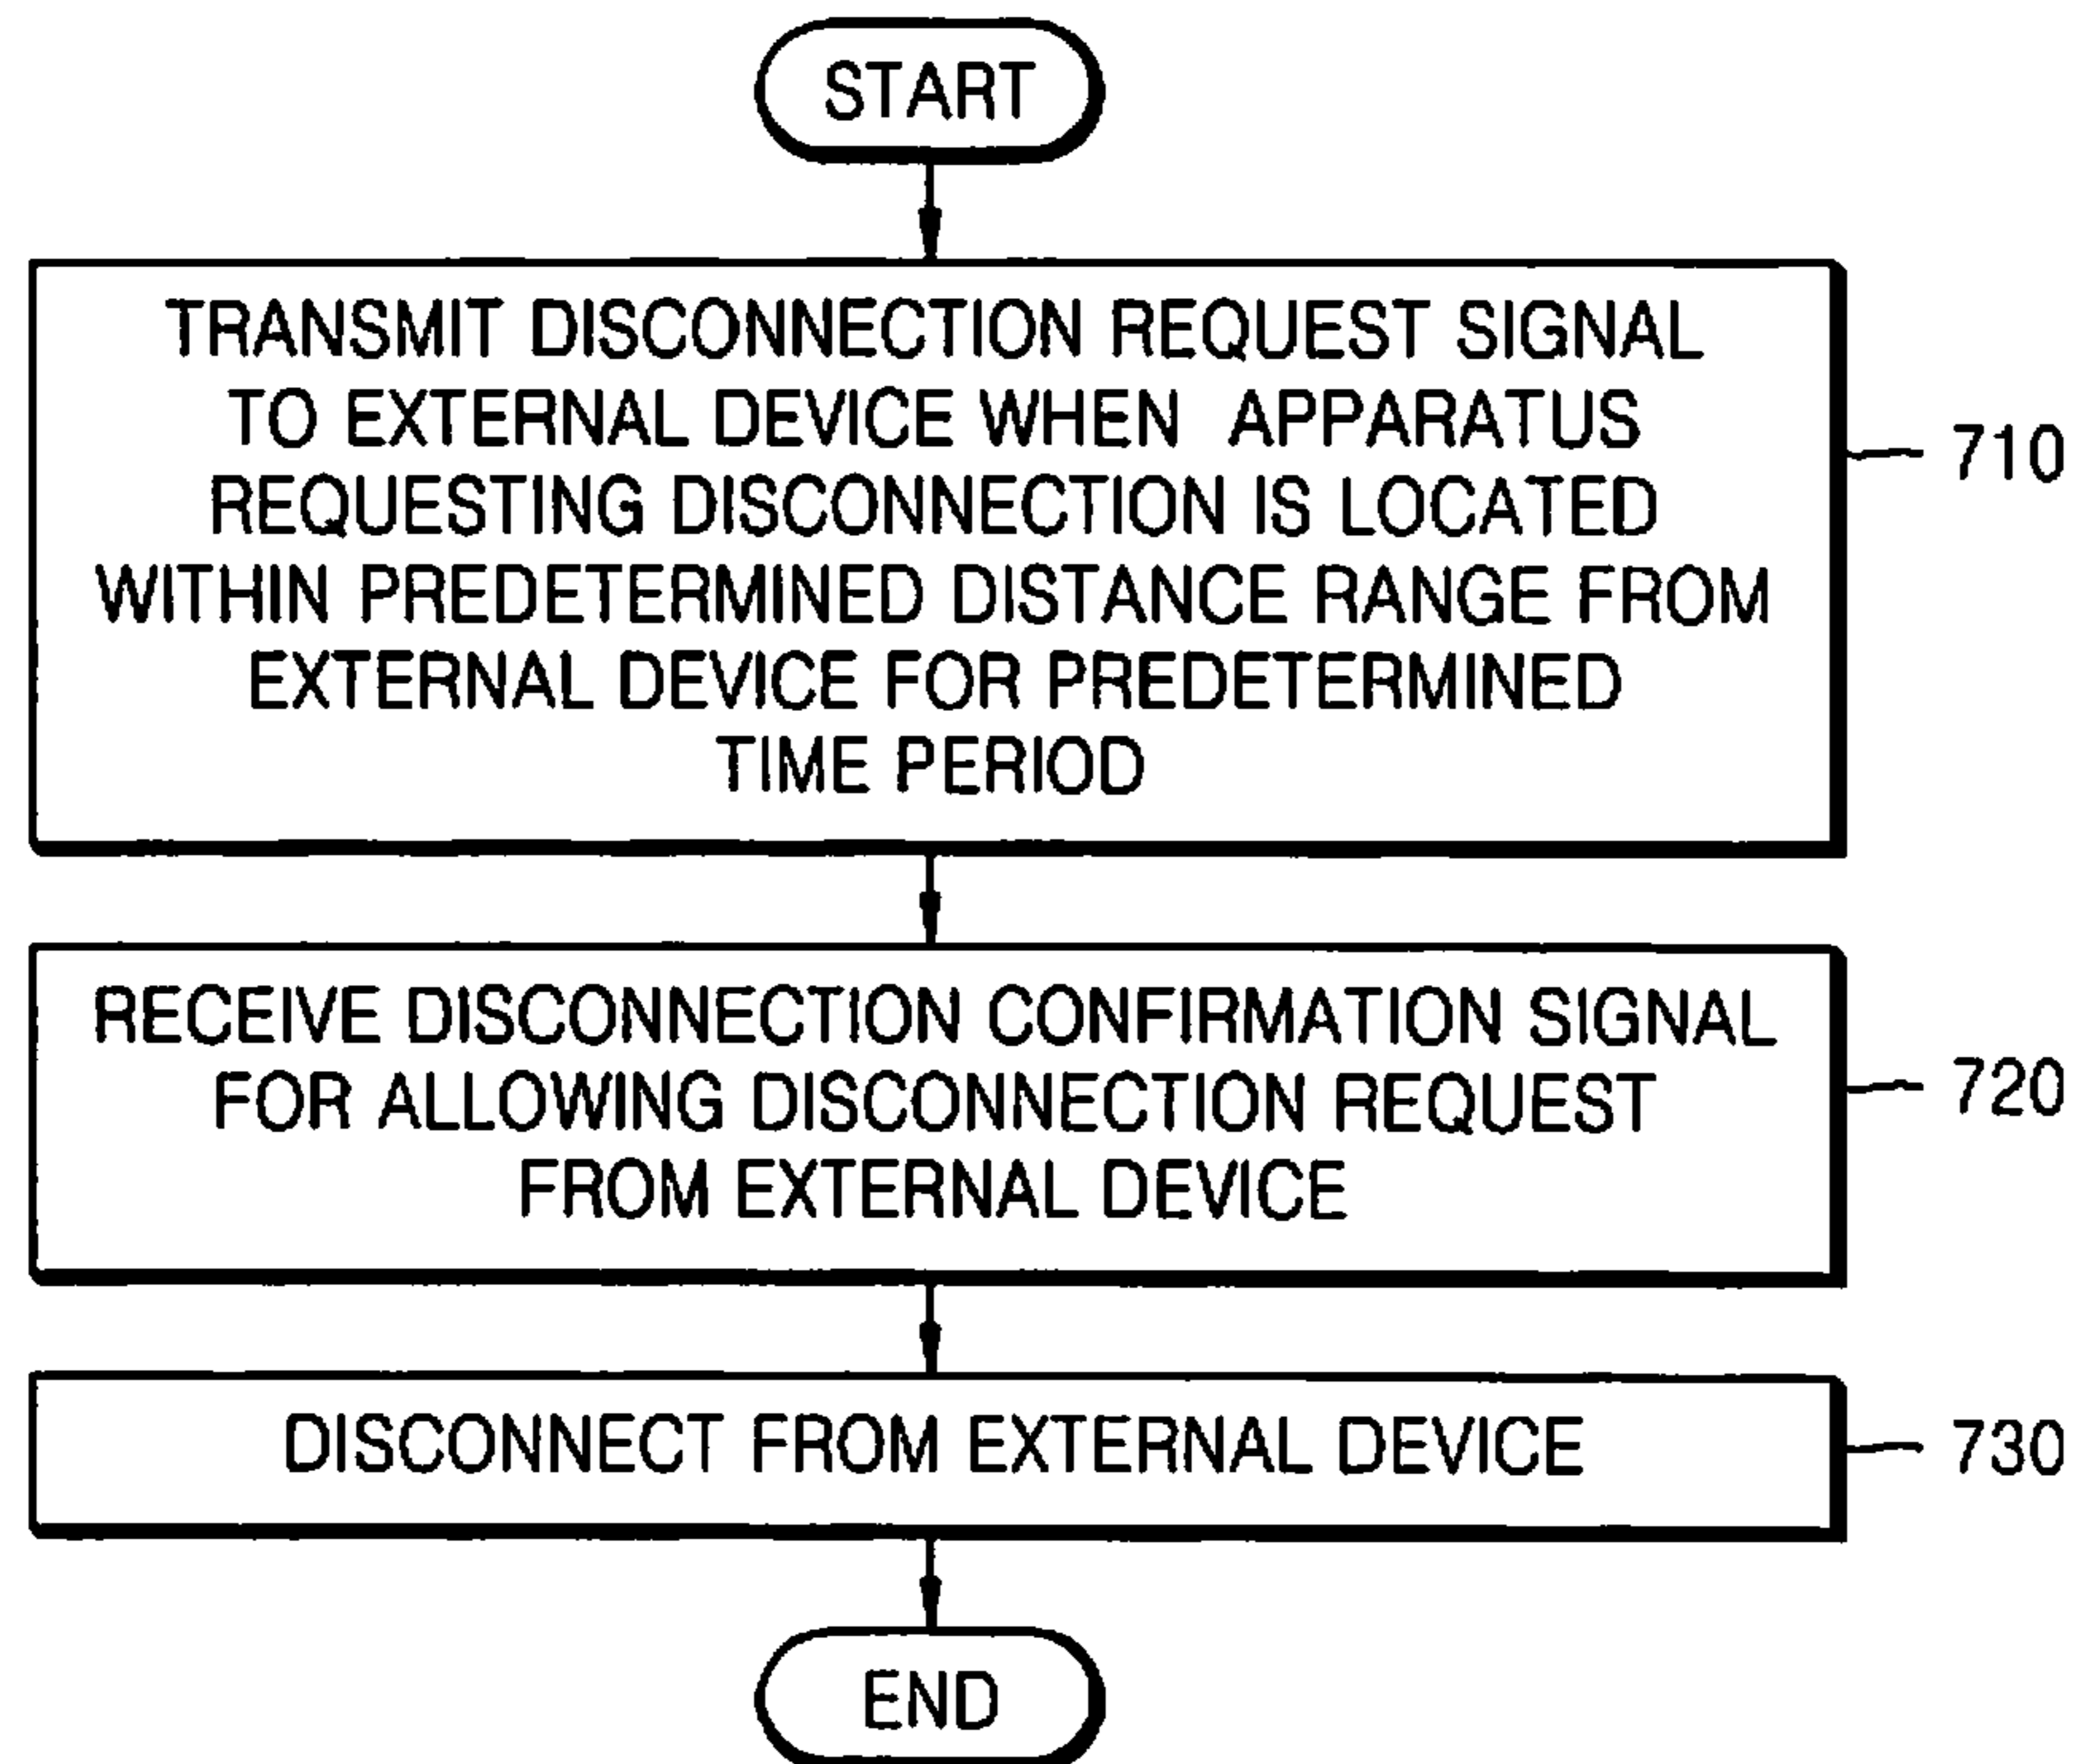 START
TRANSMIT DISCONNECTION REQUEST SIGNAL
TO EXTERNAL DEVICE WHEN APPARATUS
REQUESTING DISCONNECTION IS LOCATED
WITHIN PREDETERMINED DISTANCE RANGE FROM
EXTERNAL DEVICE FOR PREDETERMINED
TIME PERIOD
710
RECEIVE DISCONNECTION CONFIRMATION SIGNAL
FOR ALLOWING DISCONNECTION REQUEST
FROM EXTERNAL DEVICE
720
DISCONNECT FROM EXTERNAL DEVICE
730
END